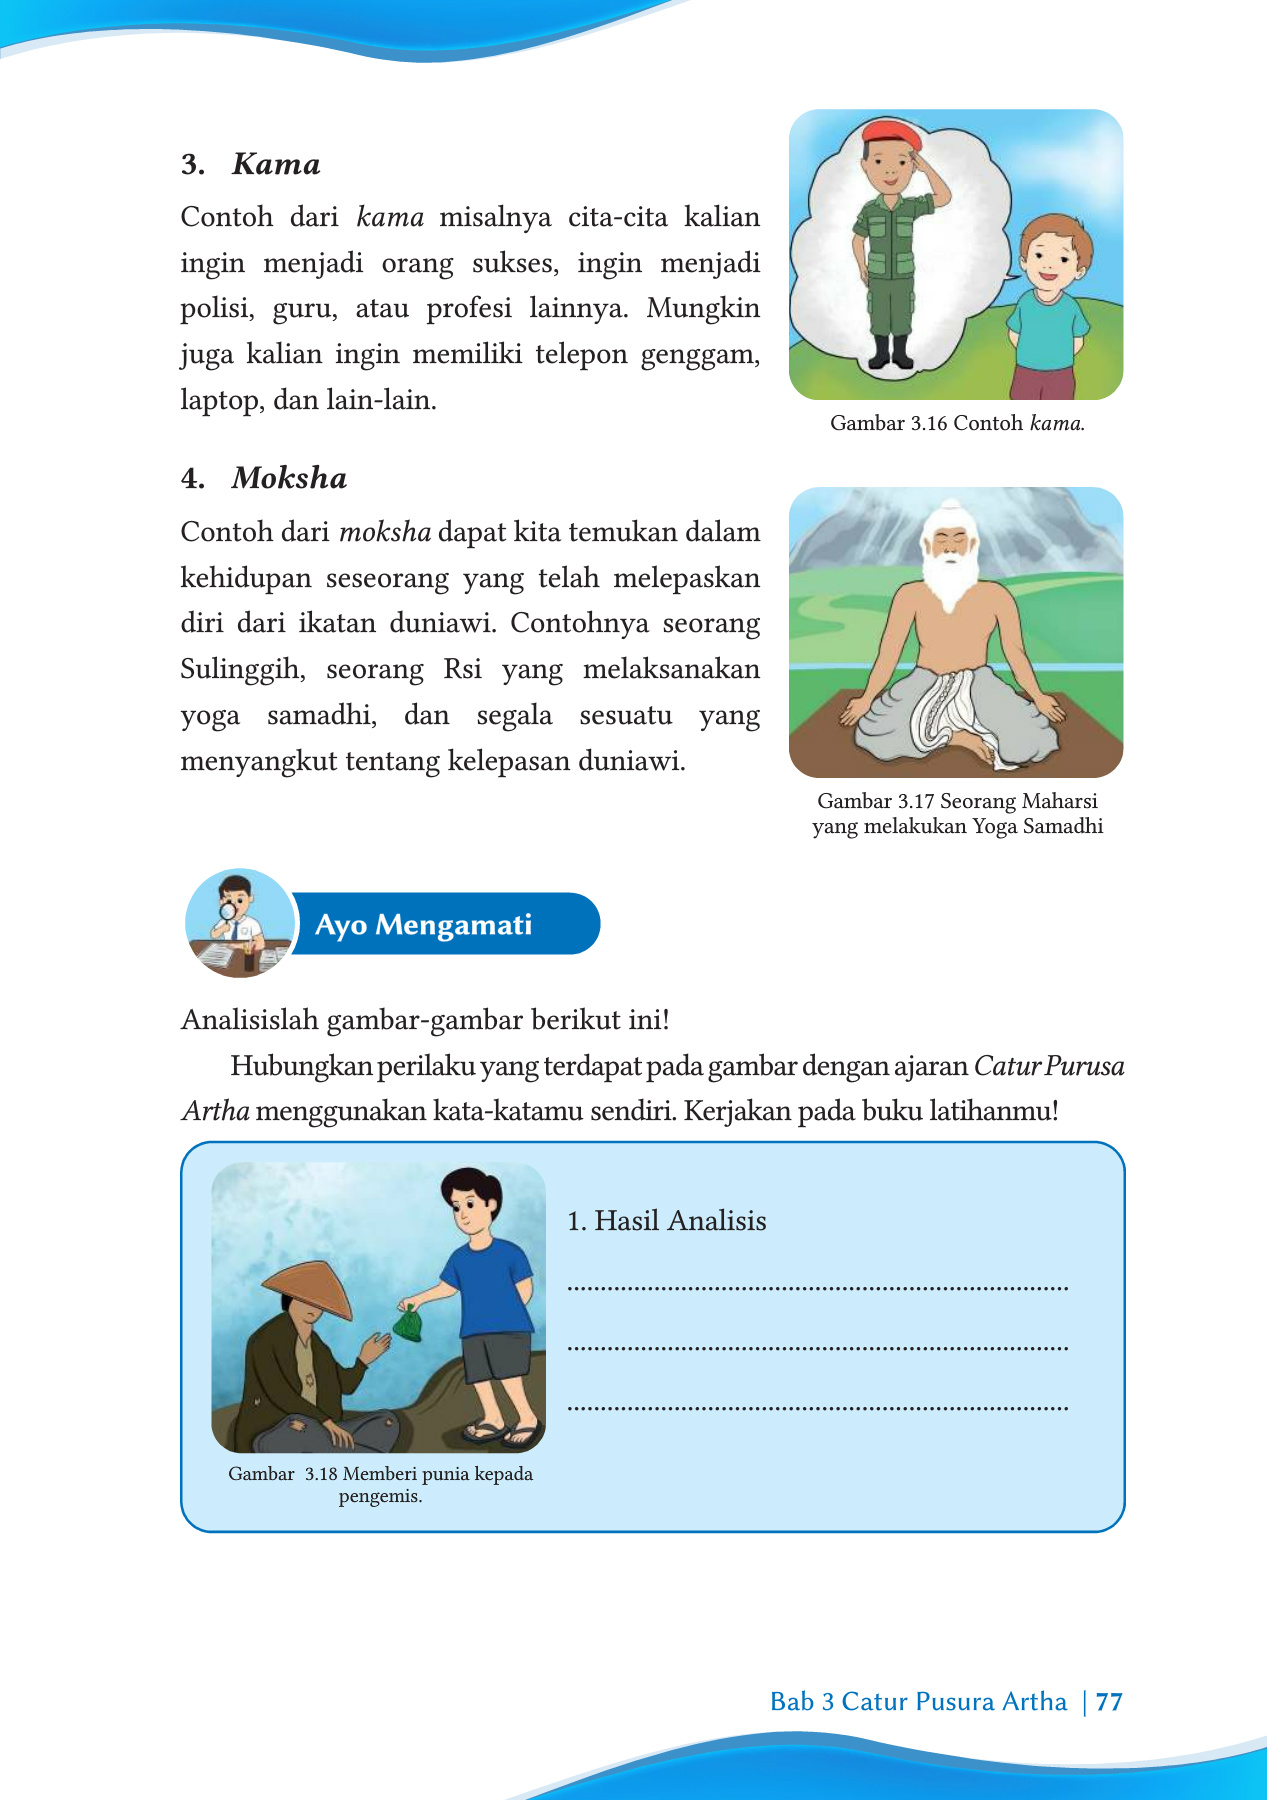 3. Kama
Contoh dari kama misalnya cita-cita kalian
ingin menjadi orang sukses, ingin menjadi
polisi, guru, atau profesi lainnya. Mungkin
juga kalian ingin memiliki telepon genggam,
laptop, dan lain-lain.
Gambar 3.16 Contoh kama.
4. Moksha
Contoh dari moksha dapat kita temukan dalam
kehidupan seseorang yang telah melepaskan
diri dari ikatan duniawi. Contohnya seorang
Sulinggih, seorang Rsi yang melaksanakan
yoga samadhi, dan segala sesuatu yang
menyangkut tentang kelepasan duniawi.
Gambar 3.17 Seorang Maharsi
yang melakukan Yoga Samadhi
Ayo Mengamati
Analisislah gambar-gambar berikut ini!
Hubungkan perilaku yang terdapat pada gambar dengan ajaran Catur Purusa
Artha menggunakan kata-katamu sendiri. Kerjakan pada buku latihanmu!
1. Hasil Analisis
...........................................................................
...........................................................................
...........................................................................
Gambar 3.18 Memberi punia kepada
pengemis.
Bab 3 Catur Pusura Artha | 77